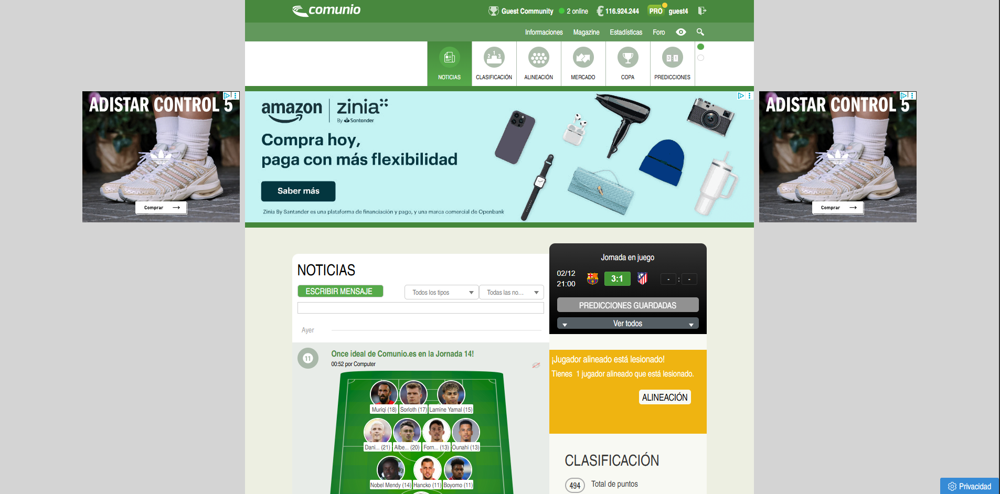 comunio
Guest Community
2 online
116.924.244
PRO
guest4
Informaciones
Magazine
Estadísticas
Foro
1
2 3
3:1
NOTICIAS
CLASIFICACIÓN
ALINEACIÓN
MERCADO
COPA
PREDICCIONES
ADISTAR CONTROL 5
Comprar
amazon
zinia
By Santander
Compra hoy,
paga con más flexibilidad
Saber más
Zinia By Santander es una plataforma de financiación y pago, y una marca comercial de Openbank
ADISTAR CONTROL 5
Comprar
NOTICIAS
ESCRIBIR MENSAJE
Todos los tipos
Todas las no...
Ayer
11
Once ideal de Comunio.es en la Jornada 14!
00:52 por Computer
Muriqi (18)
Sorloth (17)
Lamine Yamal (15)
Dani... (21)
Albe... (20)
Forn... (13)
Ounahi (13)
Nobel Mendy (14)
Hancko (11)
Boyomo (11)
Jornada en juego
02/12
21:00
3:1
- : -
PREDICCIONES GUARDADAS
Ver todos
¡Jugador alineado está lesionado!
Tienes 1 jugador alineado que está lesionado.
ALINEACIÓN
CLASIFICACIÓN
494
Total de puntos
Privacidad